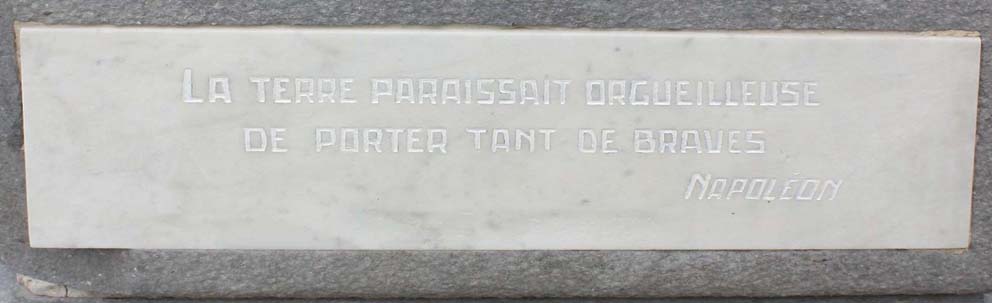 LA TERRE PARAISSAIT ORGUEILLEUSE
DE PORTER TANT DE BRAVES
NAPOLÉON